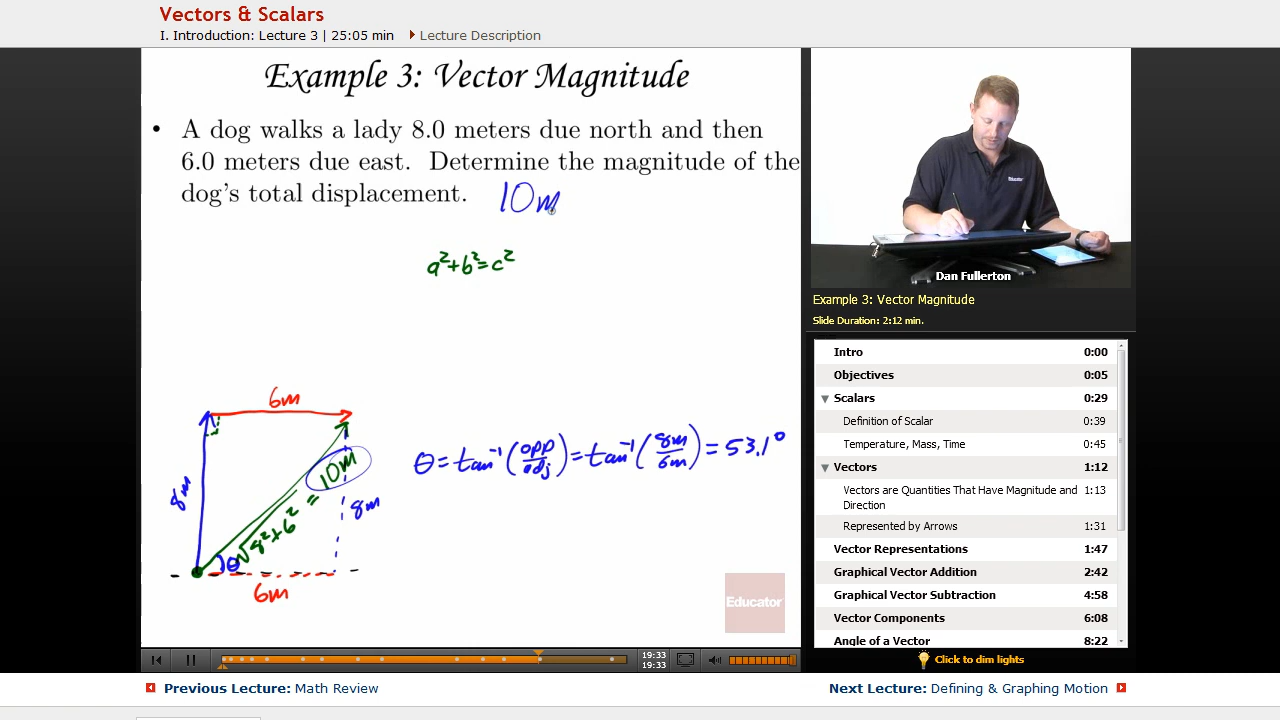 Vectors & Scalars
I. Introduction: Lecture 3 | 25:05 min
Lecture Description
Example 3: Vector Magnitude
• A dog walks a lady 8.0 meters due north and then
6.0 meters due east. Determine the magnitude of the
dog's total displacement. 10m
a²+b²=c²
6m
8m
√8²+6² = 10m
8m
θ
6m
θ = tan⁻¹(opp/adj) = tan⁻¹(8m/6m) = 53.1°
Educator
Educator
Dan Fullerton
Example 3: Vector Magnitude
Slide Duration: 2:12 min.
Intro 0:00
Objectives 0:05
Scalars 0:29
Definition of Scalar 0:39
Temperature, Mass, Time 0:45
Vectors 1:12
Vectors are Quantities That Have Magnitude and 1:13
Direction
Represented by Arrows 1:31
Vector Representations 1:47
Graphical Vector Addition 2:42
Graphical Vector Subtraction 4:58
Vector Components 6:08
Angle of a Vector 8:22
19:33
19:33
Click to dim lights
Previous Lecture: Math Review
Next Lecture: Defining & Graphing Motion